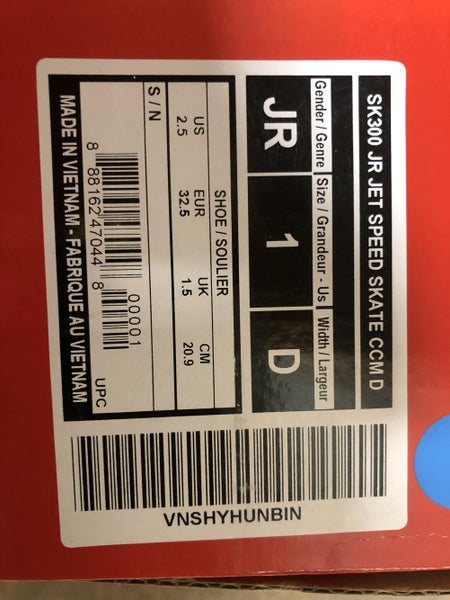 SK300 JR JET SPEED SKATE CCM D
Gender / Genre Size / Grandeur - Us Width / Largeur
JR 1 D
SHOE / SOULIER
US EUR UK CM
2.5 32.5 1.5 20.9
S / N
00001
8 88162 47044 8
UPC
MADE IN VIETNAM - FABRIQUE AU VIETNAM
VNSHYHUNBIN